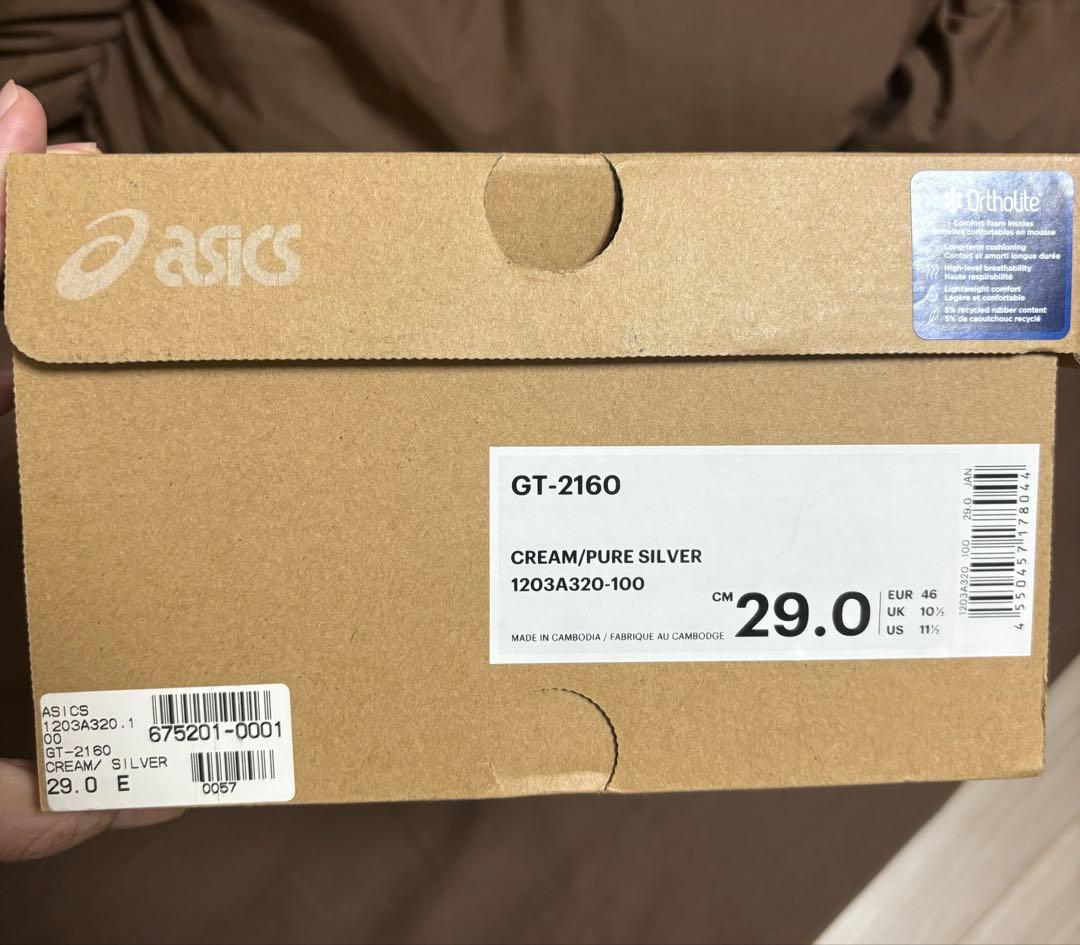 asics
Ortholite
Comfort foam insoles
Semelles confortables en mousse
Long-term cushioning
Confort et amorti longue durée
High-level breathability
Haute respirabilité
Lightweight comfort
Légère et confortable
5% recycled rubber content
5% de caoutchouc recyclé
GT-2160
CREAM/PURE SILVER
1203A320-100
MADE IN CAMBODIA / FABRIQUE AU CAMBODGE
CM 29.0
EUR 46
UK 10½
US 11½
1203A320 100 29.0 JAN
4550457178044
ASICS
1203A320.1
00
GT-2160
CREAM/ SILVER
29.0 E
675201-0001
0057